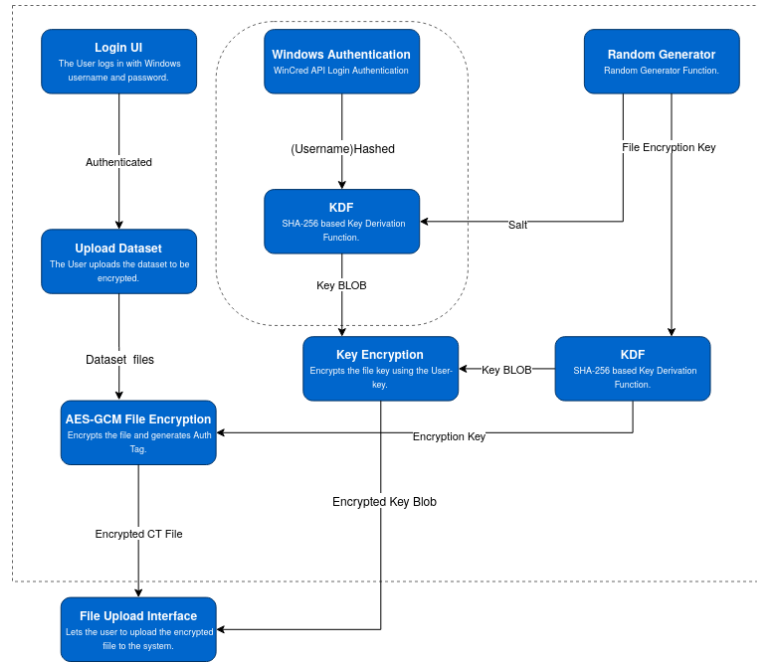 Login UI
The User logs in with Windows
username and password.
Windows Authentication
WinCred API Login Authentication
Random Generator
Random Generator Function.
Authenticated
(Username)Hashed
File Encryption Key
KDF
SHA-256 based Key Derivation
Function.
Salt
Upload Dataset
The User uploads the dataset to be
encrypted.
Key BLOB
Dataset files
Key Encryption
Encrypts the file key using the User-
key.
Key BLOB
KDF
SHA-256 based Key Derivation
Function.
AES-GCM File Encryption
Encrypts the file and generates Auth
Tag.
Encryption Key
Encrypted Key Blob
Encrypted CT File
File Upload Interface
Lets the user to upload the encrypted
fiile to the system.